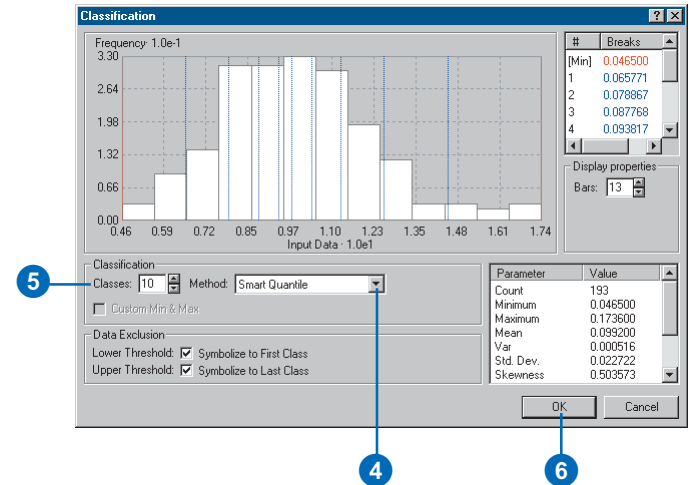 Classification
Frequency · 1.0e-1
3.30
2.64
1.98
1.32
0.66
0.00
0.46 0.59 0.72 0.85 0.97 1.10 1.23 1.35 1.48 1.61 1.74
Input Data · 1.0e1
# Breaks
[Min] 0.046500
1 0.065771
2 0.078867
3 0.087768
4 0.093817
Display properties
Bars: 13
Classification
5 Classes: 10 Method: Smart Quantile
Custom Min & Max
Data Exclusion
Lower Threshold: Symbolize to First Class
Upper Threshold: Symbolize to Last Class
Parameter Value
Count 193
Minimum 0.046500
Maximum 0.173600
Mean 0.099200
Var 0.000516
Std. Dev. 0.022722
Skewness 0.503573
OK Cancel
4 6